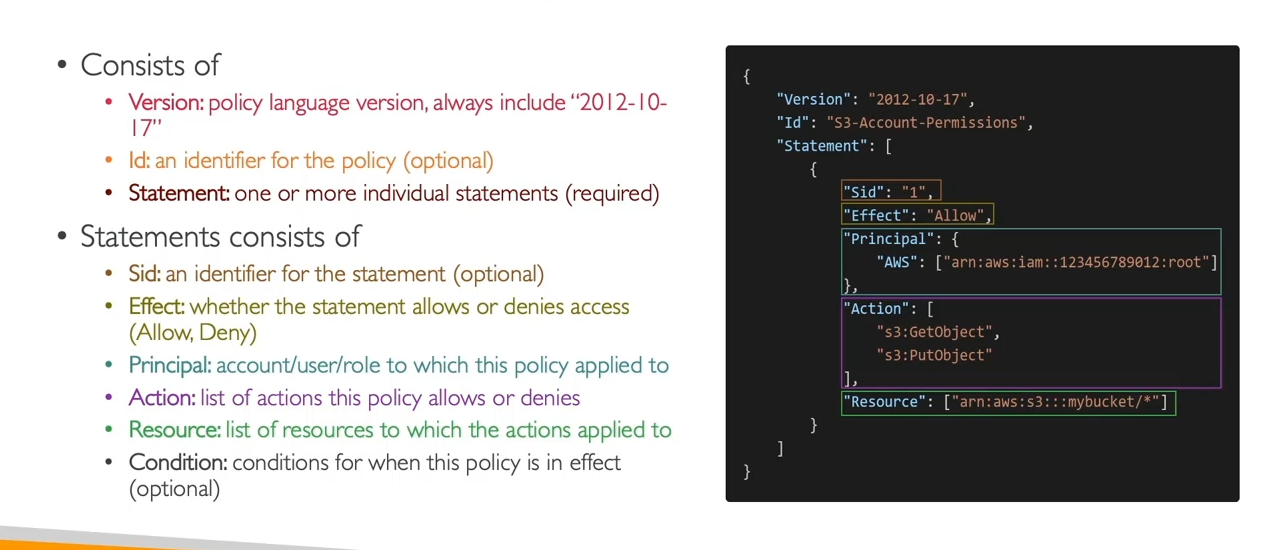 • Consists of
• Version: policy language version, always include “2012-10-
17”
• Id: an identifier for the policy (optional)
• Statement: one or more individual statements (required)
• Statements consists of
• Sid: an identifier for the statement (optional)
• Effect: whether the statement allows or denies access
(Allow, Deny)
• Principal: account/user/role to which this policy applied to
• Action: list of actions this policy allows or denies
• Resource: list of resources to which the actions applied to
• Condition: conditions for when this policy is in effect
(optional)
{
"Version": "2012-10-17",
"Id": "S3-Account-Permissions",
"Statement": [
{
"Sid": "1",
"Effect": "Allow",
"Principal": {
"AWS": ["arn:aws:iam::123456789012:root"]
},
"Action": [
"s3:GetObject",
"s3:PutObject"
],
"Resource": ["arn:aws:s3:::mybucket/*"]
}
]
}